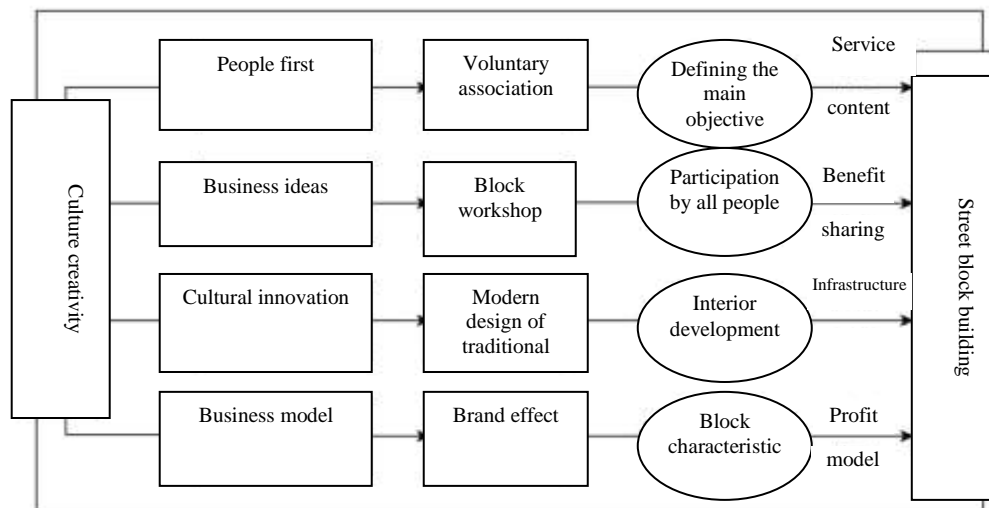 Culture creativity
People first
Voluntary
association
Defining the
main
objective
Service
content
Business ideas
Block
workshop
Participation
by all people
Benefit
sharing
Cultural innovation
Modern
design of
traditional
Interior
development
Infrastructure
Business model
Brand effect
Block
characteristic
Profit
model
Street block building